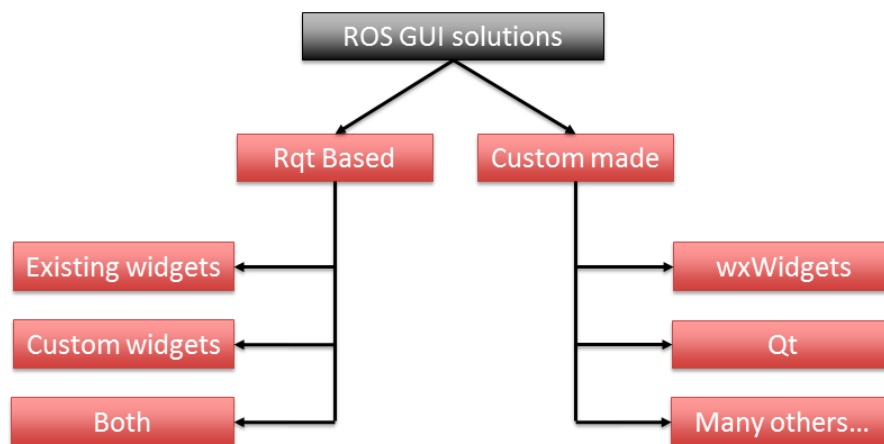 ROS GUI solutions
Rqt Based
Custom made
Existing widgets
wxWidgets
Custom widgets
Qt
Both
Many others...